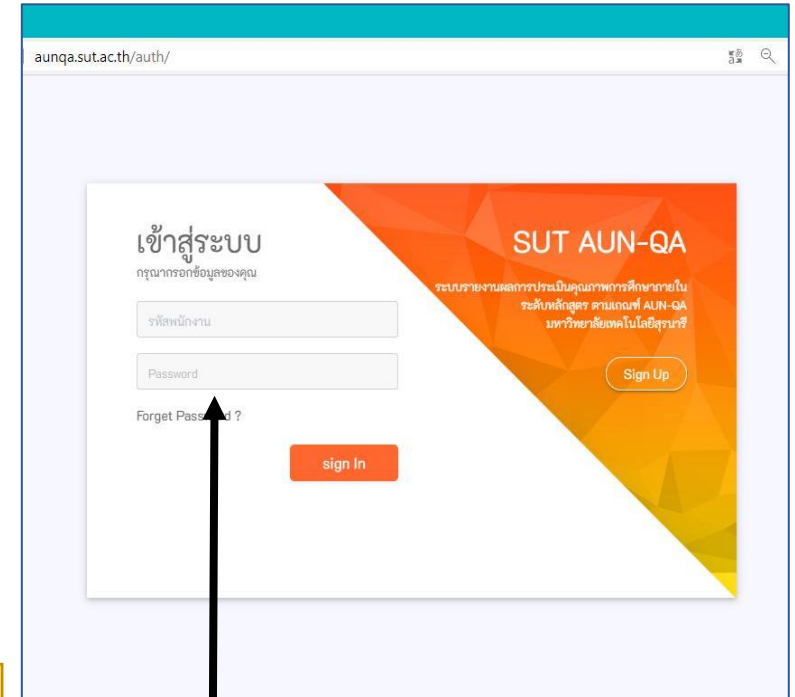 aunqa.sut.ac.th/auth/
เข้าสู่ระบบ
กรุณากรอกข้อมูลของคุณ
รหัสพนักงาน
Password
Forget Password ?
sign In
SUT AUN-QA
ระบบรายงานผลการประเมินคุณภาพการศึกษาภายใน
ระดับหลักสูตร ตามเกณฑ์ AUN-QA
มหาวิทยาลัยเทคโนโลยีสุรนารี
Sign Up